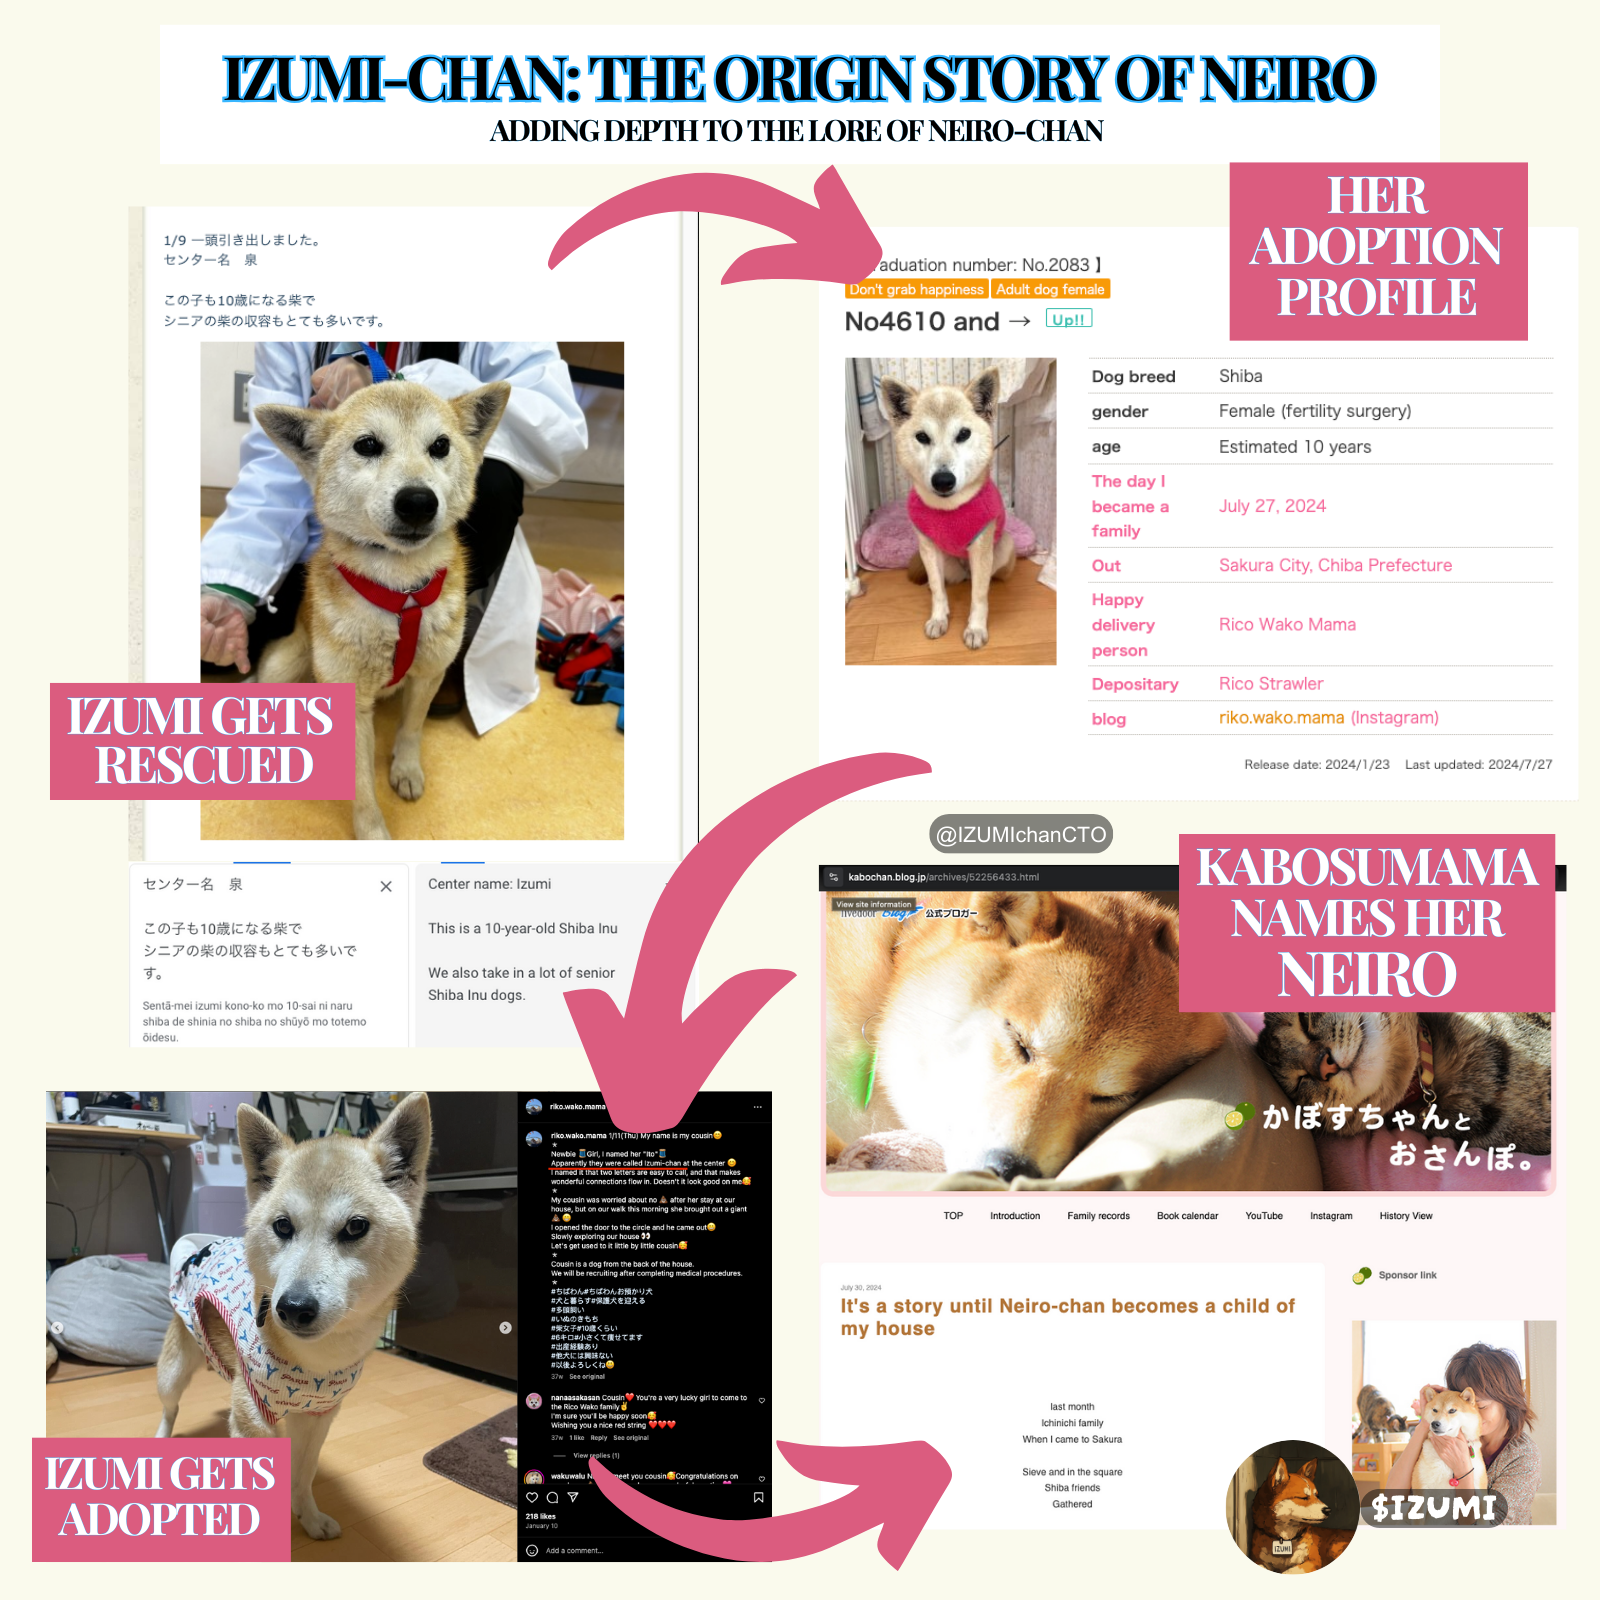 IZUMI-CHAN: THE ORIGIN STORY OF NEIRO
ADDING DEPTH TO THE LORE OF NEIRO-CHAN
1/9 一頭引き出しました。
センター名　泉
この子も10歳になる柴で
シニアの柴の収容もとても多いです。
IZUMI GETS
RESCUED
センター名　泉
この子も10歳になる柴で
シニアの柴の収容もとても多いで
す。
Sentā-mei izumi kono-ko mo 10-sai ni naru
shiba de shinia no shiba no shūyō mo totemo
ōidesu.
Center name: Izumi
This is a 10-year-old Shiba Inu
We also take in a lot of senior
Shiba Inu dogs.
HER
ADOPTION
PROFILE
raduation number: No.2083 】
Don't grab happiness Adult dog female
No4610 and → Up!!
Dog breed Shiba
gender Female (fertility surgery)
age Estimated 10 years
The day I
became a
family
July 27, 2024
Out Sakura City, Chiba Prefecture
Happy
delivery
person
Rico Wako Mama
Depositary Rico Strawler
blog riko.wako.mama (Instagram)
Release date: 2024/1/23 Last updated: 2024/7/27
@IZUMIchanCTO
IZUMI GETS
ADOPTED
riko.wako.mama
riko.wako.mama 1/11(Thu) My name is my cousin😊
*
Newbie 🧵Girl, I named her "Ito"🧵
Apparently they were called Izumi-chan at the center 😊
I named it that two letters are easy to call, and that makes
wonderful connections flow in. Doesn't it look good on me🥰
*
My cousin was worried about no 💩 after her stay at our
house, but on our walk this morning she brought out a giant
💩 😊
I opened the door to the circle and he came out😄
Slowly exploring our house 👀
Let's get used to it little by little cousin🥰
*
Cousin is a dog from the back of the house.
We will be recruiting after completing medical procedures.
*
#ちばわん#ちばわんお預かり犬
#犬と暮らす#保護犬を迎える
#多頭飼い
#いぬのきもち
#柴女子#10歳くらい
#6キロ#小さくて痩せてます
#出産経験あり
#他犬には興味ない
#以後よろしくね😄
37w See original
nanaasakasan Cousin❤️ You're a very lucky girl to come to
the Rico Wako family✌️
I'm sure you'll be happy soon🥰
Wishing you a nice red string ❤️❤️❤️
37w 1 like Reply See original
View replies (1)
wakuwalu meet you cousin🥰Congratulations on
218 likes
January 10
Add a comment...
KABOSUMAMA
NAMES HER
NEIRO
kabochan.blog.jp/archives/52256433.html
View site information
livedoor Blog 公式ブロガー
かぼすちゃんと
おさんぽ。
TOP Introduction Family records Book calendar YouTube Instagram History View
July 30, 2024
It's a story until Neiro-chan becomes a child of
my house
last month
Ichinichi family
When I came to Sakura
Sieve and in the square
Shiba friends
Gathered
Sponsor link
IZUMI
$IZUMI